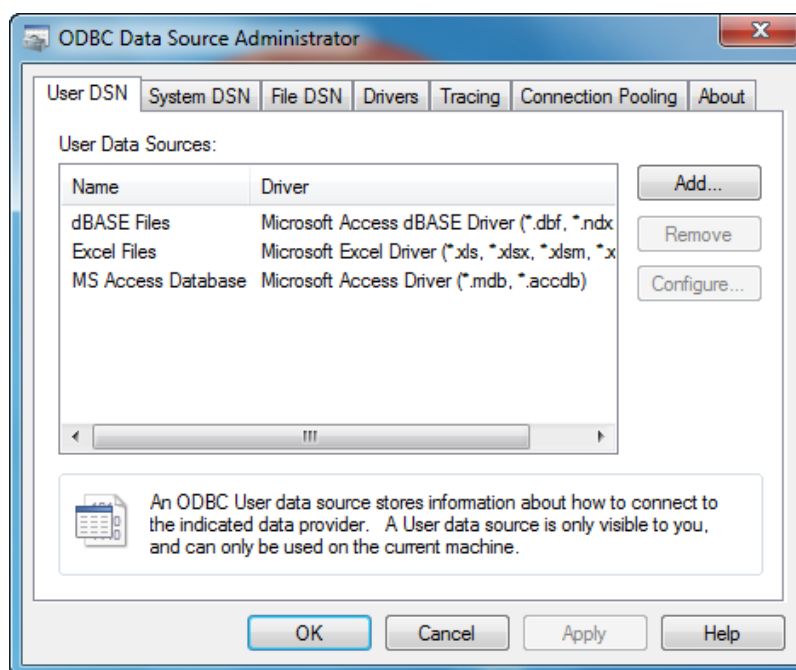 ODBC Data Source Administrator
User DSN System DSN File DSN Drivers Tracing Connection Pooling About
User Data Sources:
Name Driver
dBASE Files Microsoft Access dBASE Driver (*.dbf, *.ndx
Excel Files Microsoft Excel Driver (*.xls, *.xlsx, *.xlsm, *.x
MS Access Database Microsoft Access Driver (*.mdb, *.accdb)
Add...
Remove
Configure...
An ODBC User data source stores information about how to connect to
the indicated data provider. A User data source is only visible to you,
and can only be used on the current machine.
OK Cancel Apply Help